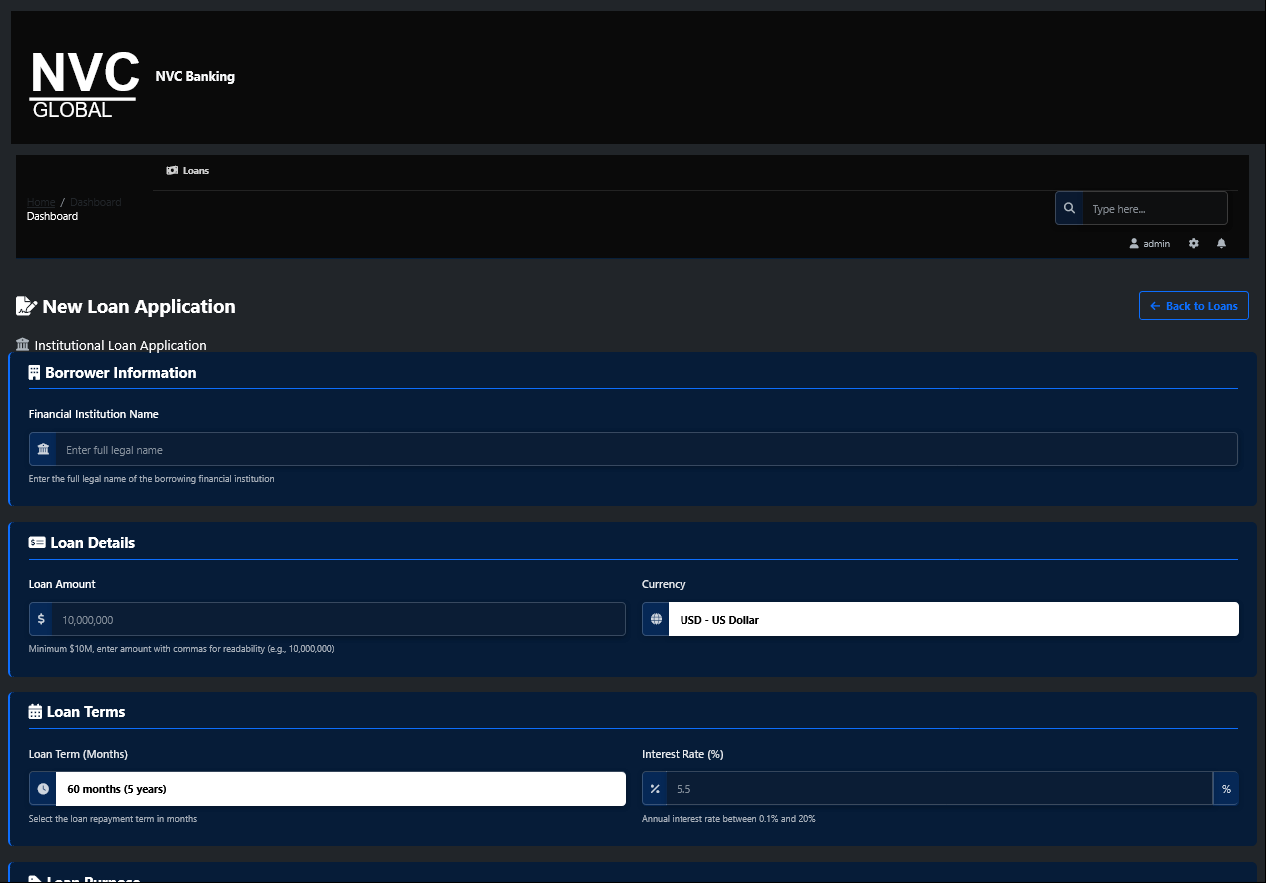 NVC
GLOBAL
NVC Banking
Loans
Home / Dashboard
Dashboard
Type here...
admin
New Loan Application
Back to Loans
Institutional Loan Application
Borrower Information
Financial Institution Name
Enter full legal name
Enter the full legal name of the borrowing financial institution
Loan Details
Loan Amount
Currency
$ 10,000,000
USD - US Dollar
Minimum $10M, enter amount with commas for readability (e.g., 10,000,000)
Loan Terms
Loan Term (Months)
Interest Rate (%)
60 months (5 years)
% 5.5 %
Select the loan repayment term in months
Annual interest rate between 0.1% and 20%
Loan Purpose